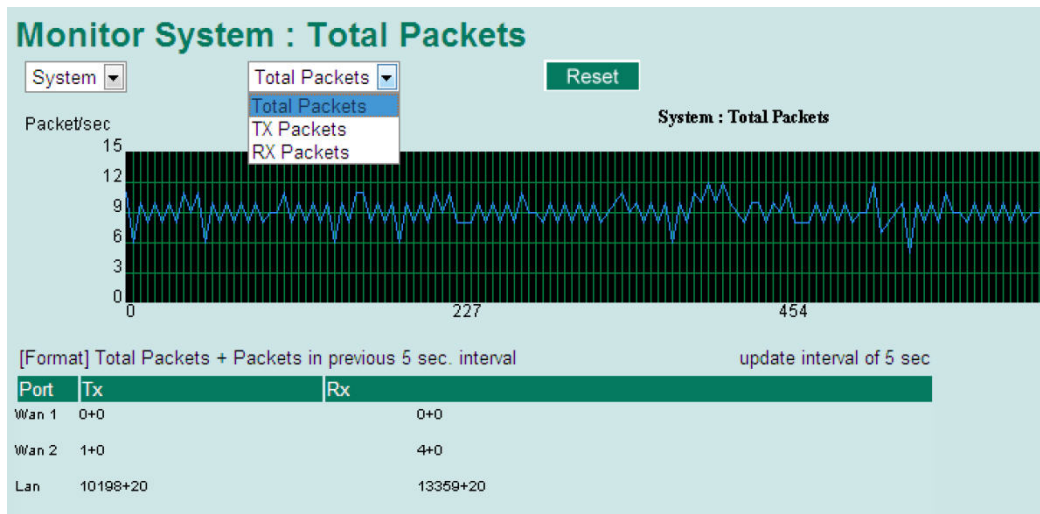 Monitor System : Total Packets
System Total Packets Reset
Total Packets
TX Packets
RX Packets
Packet/sec
System : Total Packets
15
12
9
6
3
0
0 227 454
[Format] Total Packets + Packets in previous 5 sec. interval update interval of 5 sec
Port Tx Rx
Wan 1 0+0 0+0
Wan 2 1+0 4+0
Lan 10198+20 13359+20